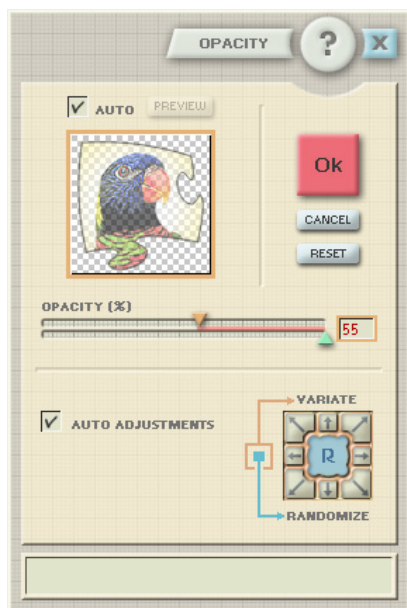 OPACITY ? X
AUTO PREVIEW
Ok
CANCEL
RESET
OPACITY (%)
55
VARIATE
AUTO ADJUSTMENTS
R
RANDOMIZE